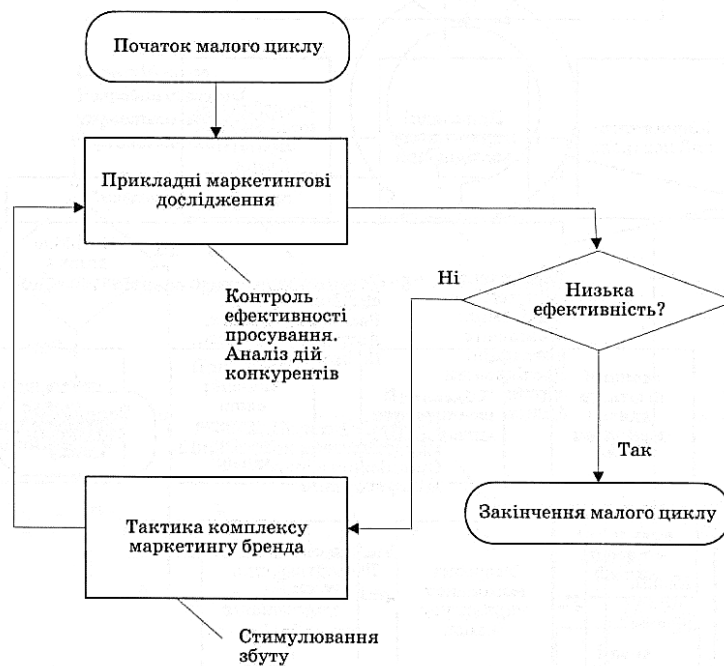 Початок малого циклу
Прикладні маркетингові
дослідження
Контроль
ефективності
просування.
Аналіз дій
конкурентів
Ні
Низька
ефективність?
Так
Закінчення малого циклу
Тактика комплексу
маркетингу бренда
Стимулювання
збуту